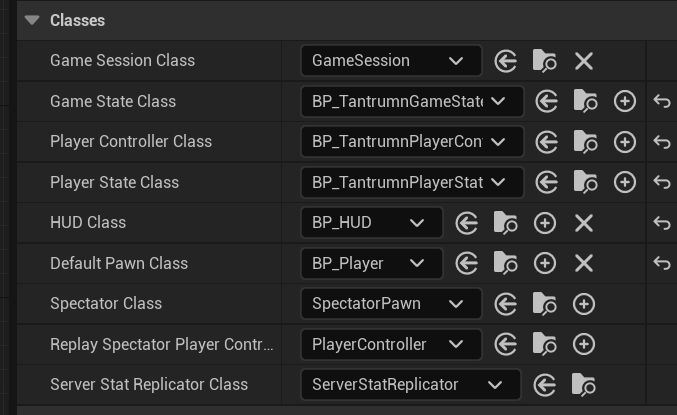 Classes
Game Session Class GameSession
Game State Class BP_TantrumnGameState
Player Controller Class BP_TantrumnPlayerCon
Player State Class BP_TantrumnPlayerStat
HUD Class BP_HUD
Default Pawn Class BP_Player
Spectator Class SpectatorPawn
Replay Spectator Player Contr... PlayerController
Server Stat Replicator Class ServerStatReplicator